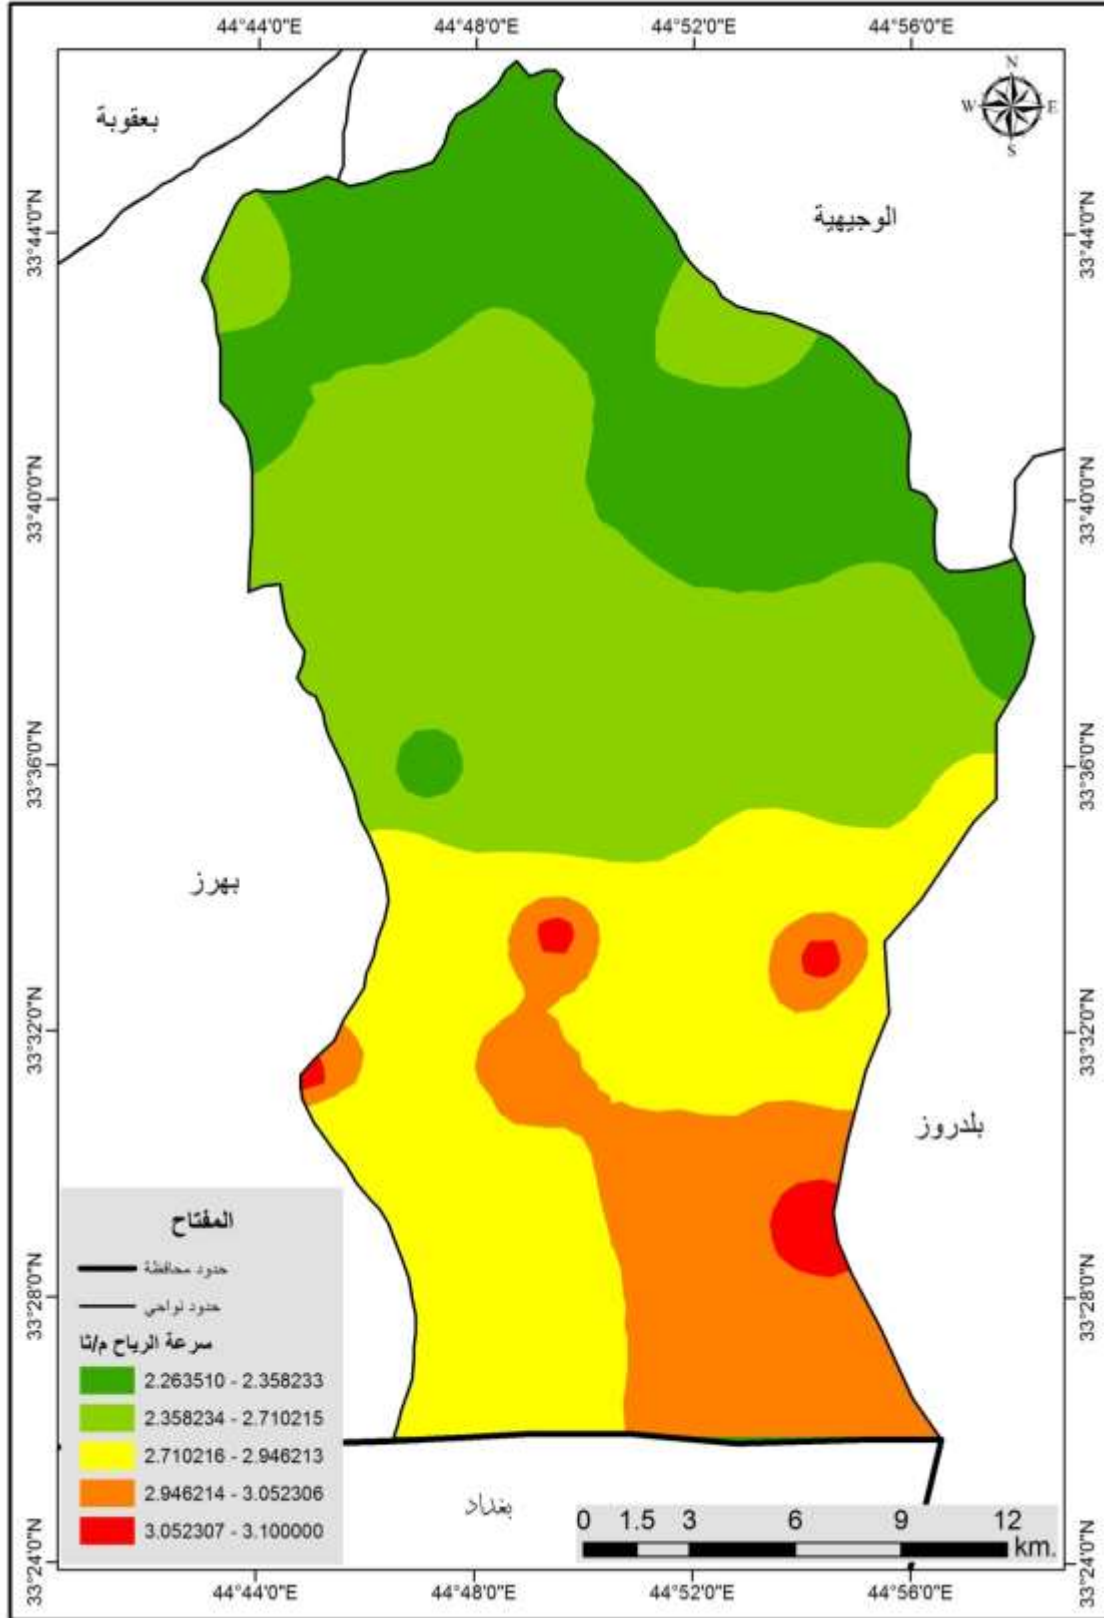 44°44'0"E
44°48'0"E
44°52'0"E
44°56'0"E
N
W
E
S
بعقوبة
الوجيهية
33°44'0"N
33°44'0"N
33°40'0"N
33°40'0"N
33°36'0"N
33°36'0"N
بهرز
33°32'0"N
33°32'0"N
بلدروز
33°28'0"N
33°28'0"N
المفتاح
حدود محافظة
حدود نواحي
سرعة الرياح م/ثا
2.263510 - 2.358233
2.358234 - 2.710215
2.710216 - 2.946213
2.946214 - 3.052306
3.052307 - 3.100000
بغداد
0 1.5 3 6 9 12
km.
33°24'0"N
33°24'0"N
44°44'0"E
44°48'0"E
44°52'0"E
44°56'0"E